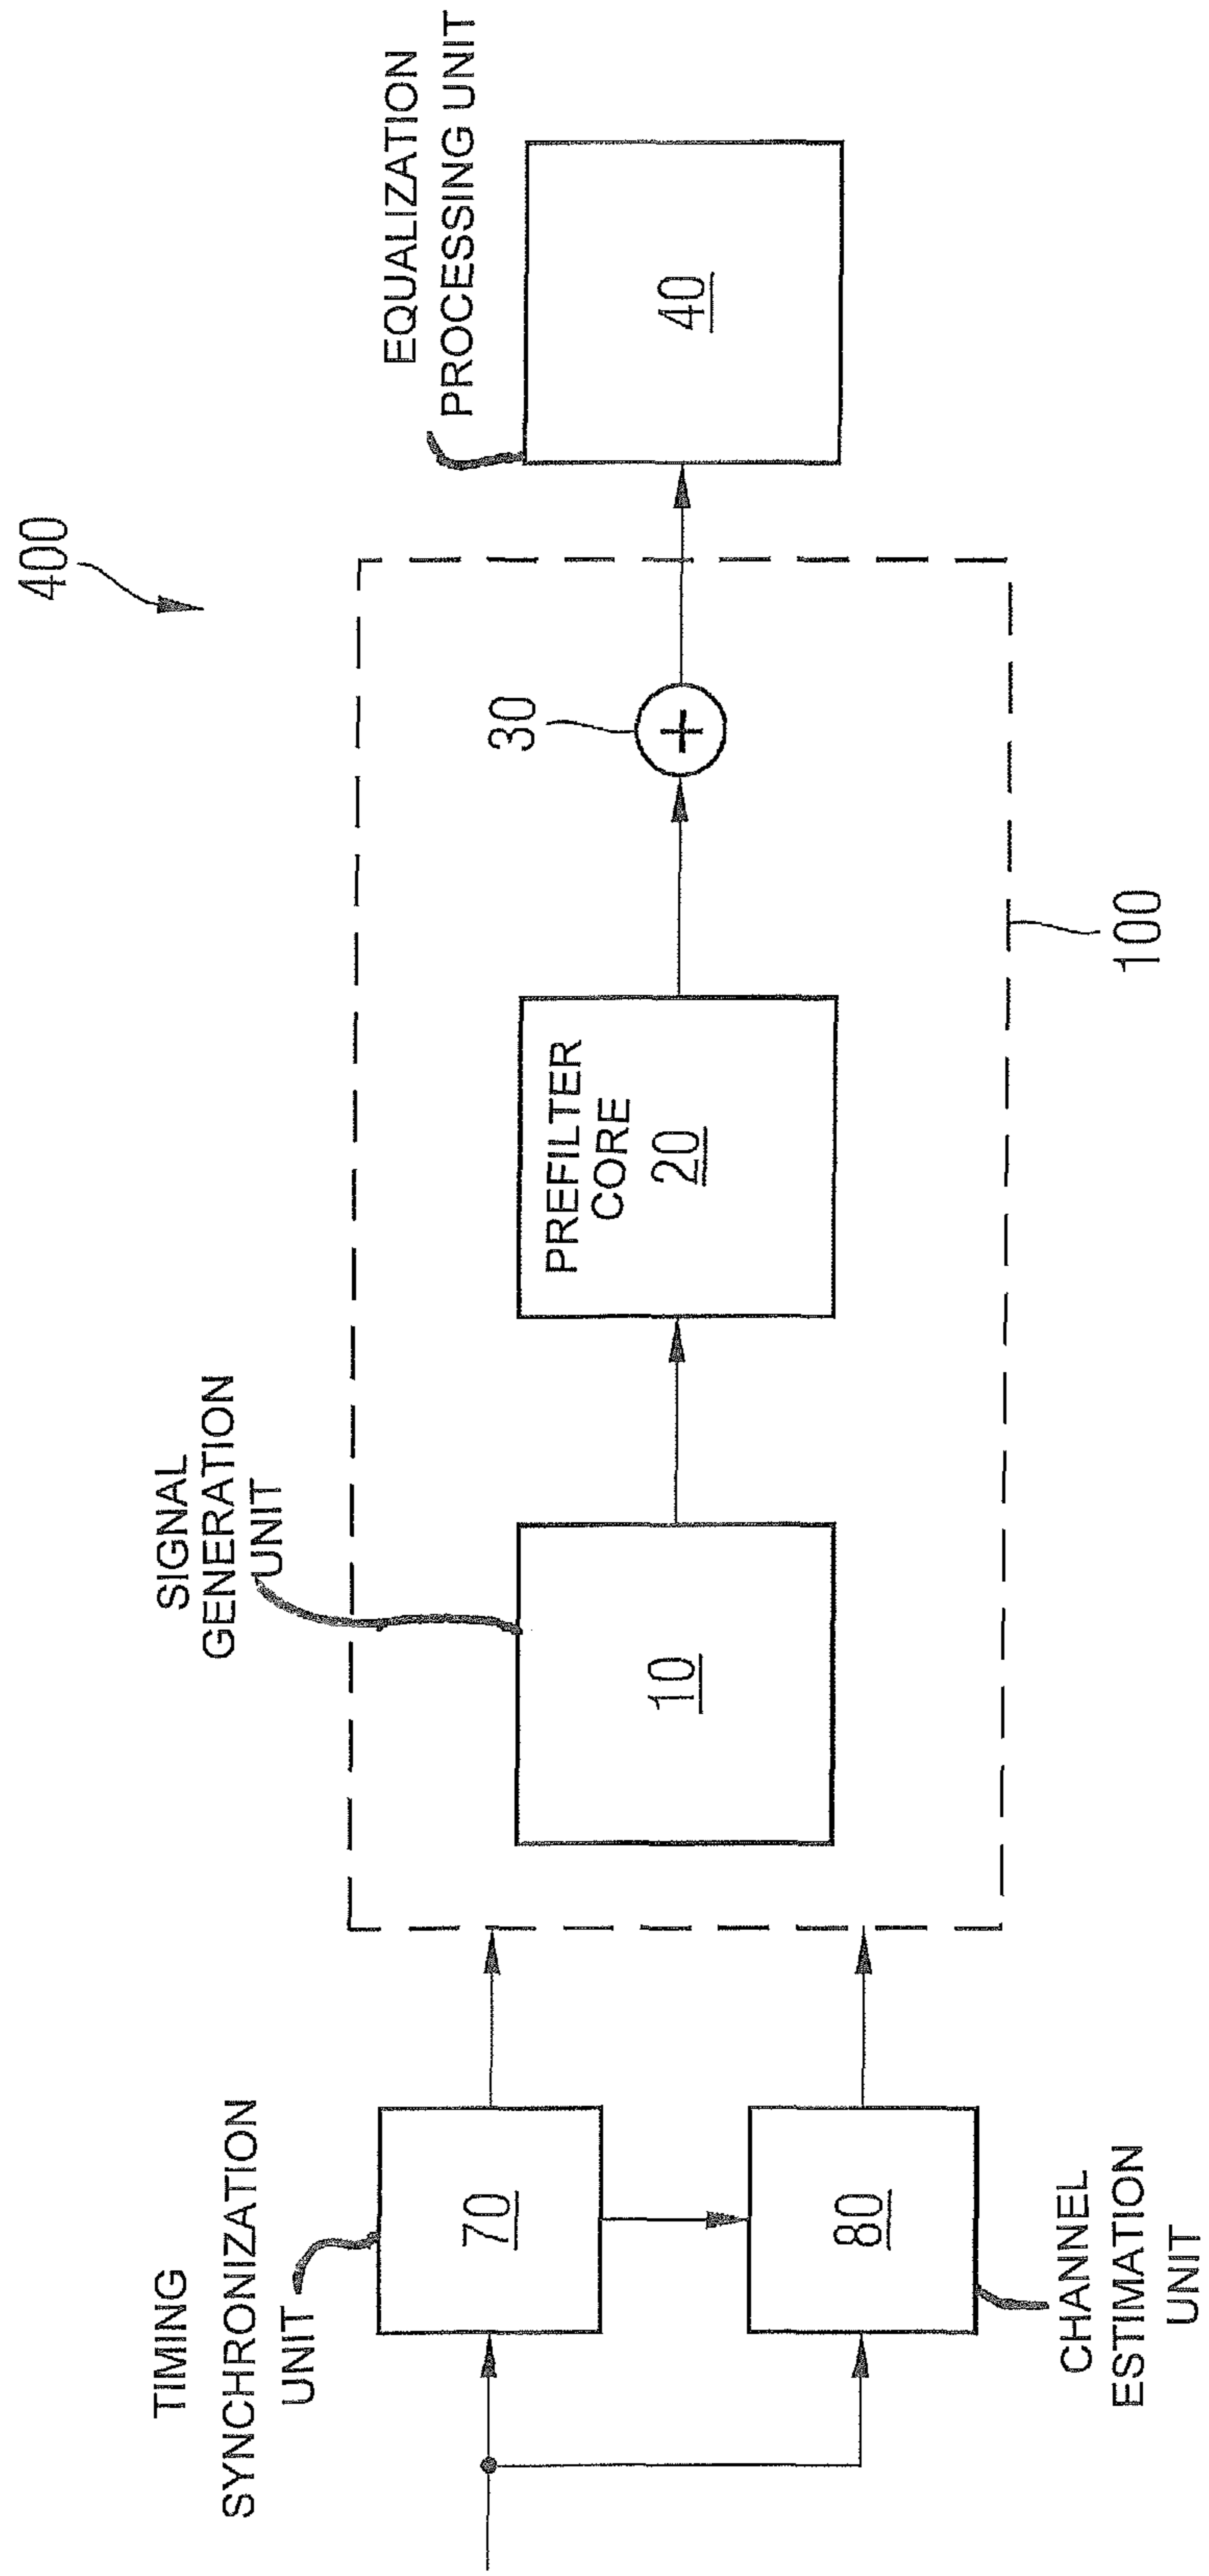 400
TIMING
SYNCHRONIZATION
UNIT
70
80
CHANNEL
ESTIMATION
UNIT
SIGNAL
GENERATION
UNIT
10
PREFILTER
CORE
20
30
100
EQUALIZATION
PROCESSING UNIT
40